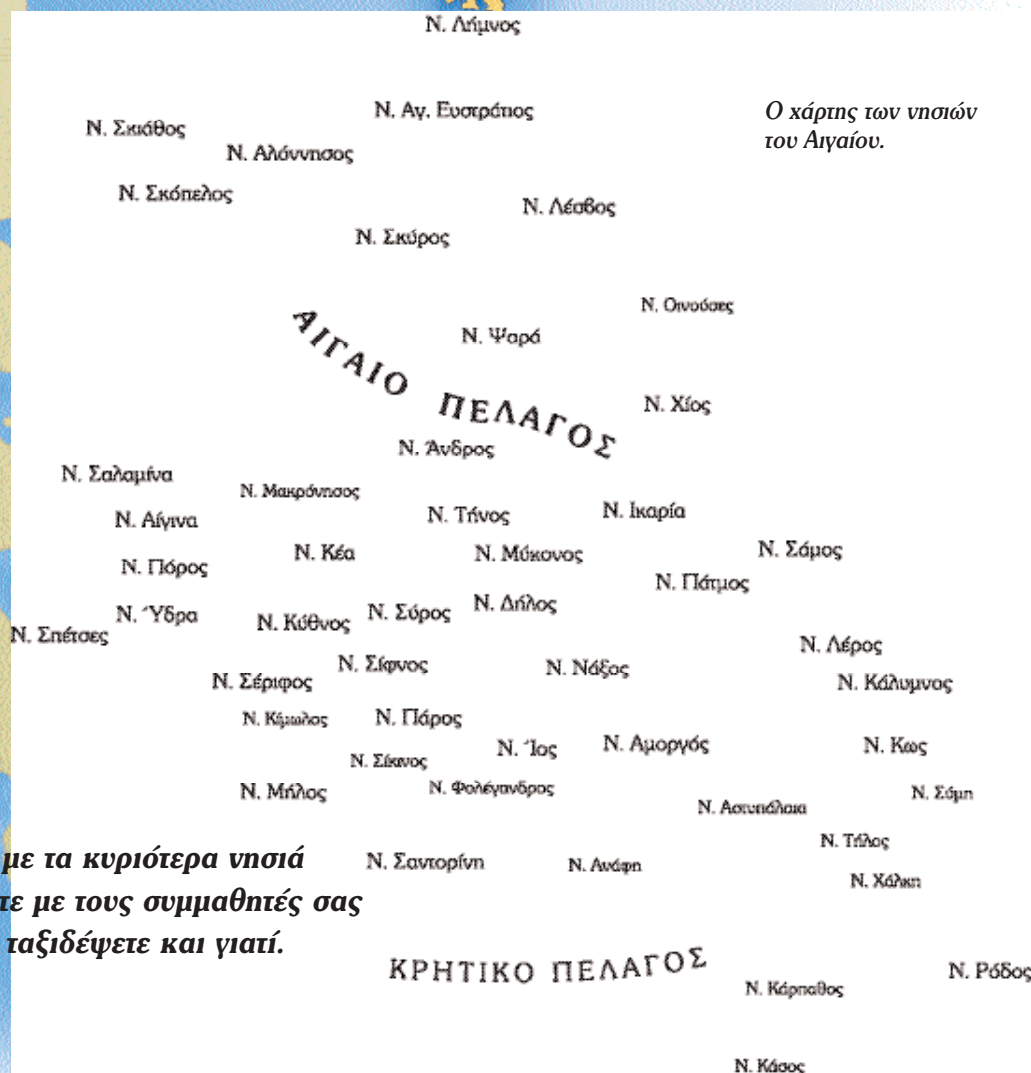 Ν. Λήμνος
Ν. Αγ. Ευστράτιος
Ο χάρτης των νησιών
του Αιγαίου.
Ν. Σκιάθος
Ν. Αλόννησος
Ν. Σκόπελος
Ν. Λέσβος
Ν. Σκύρος
Ν. Οινούσες
Ν. Ψαρά
ΑΙΓΑΙΟ ΠΕΛΑΓΟΣ
Ν. Χίος
Ν. Άνδρος
Ν. Σαλαμίνα
Ν. Μακρόνησος
Ν. Αίγινα
Ν. Τήνος
Ν. Ικαρία
Ν. Κέα
Ν. Μύκονος
Ν. Σάμος
Ν. Πόρος
Ν. Πάτμος
Ν. Ύδρα
Ν. Κύθνος
Ν. Σύρος
Ν. Δήλος
Ν. Σπέτσες
Ν. Λέρος
Ν. Σίφνος
Ν. Νάξος
Ν. Σέριφος
Ν. Κάλυμνος
Ν. Κίμωλος
Ν. Πάρος
Ν. Ίος
Ν. Αμοργός
Ν. Κως
Ν. Σίκινος
Ν. Μήλος
Ν. Φολέγανδρος
Ν. Σύμη
Ν. Αστυπάλαια
Ν. Τήλος
με τα κυριότερα νησιά
Ν. Σαντορίνη
Ν. Ανάφη
Ν. Χάλκη
τε με τους συμμαθητές σας
ταξιδέψετε και γιατί.
ΚΡΗΤΙΚΟ ΠΕΛΑΓΟΣ
Ν. Ρόδος
Ν. Κάρπαθος
Ν. Κάσος